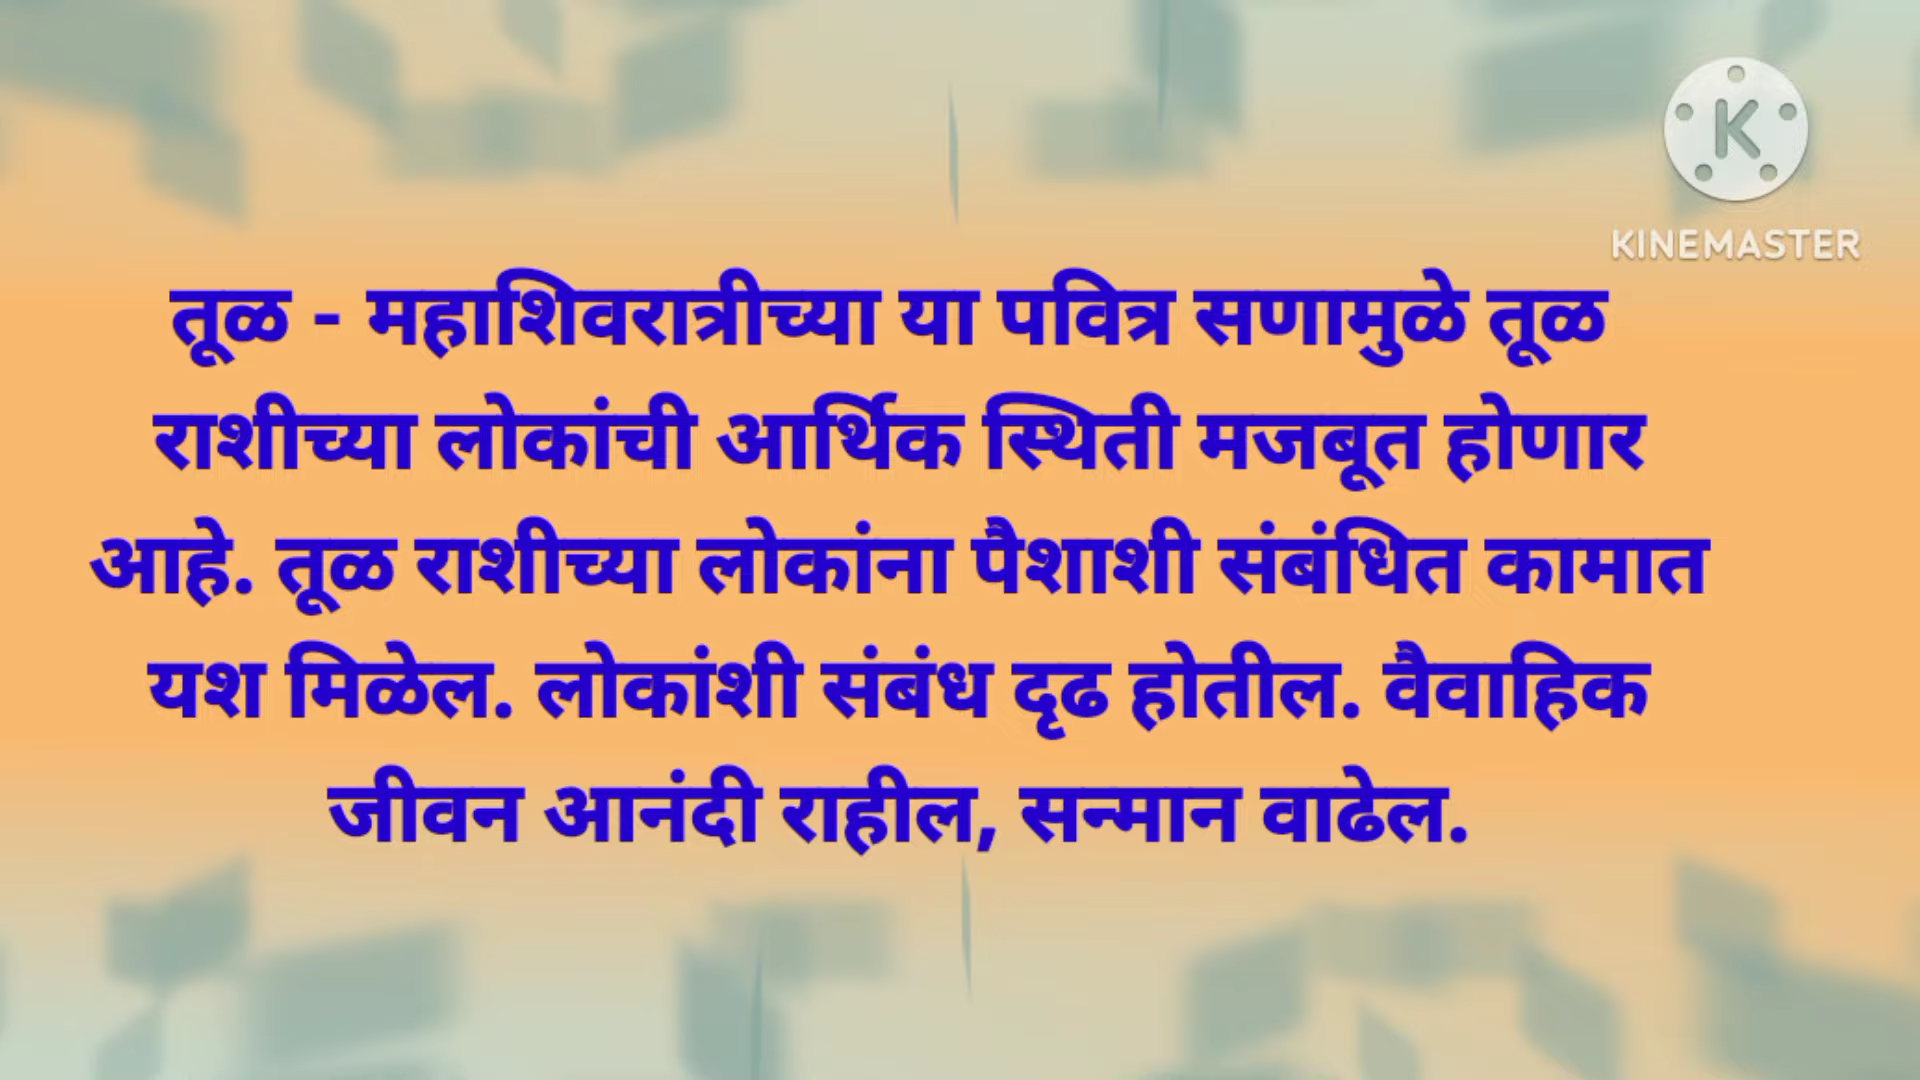 KINEMASTER
तूळ - महाशिवरात्रीच्या या पवित्र सणामुळे तूळ
राशीच्या लोकांची आर्थिक स्थिती मजबूत होणार
आहे. तूळ राशीच्या लोकांना पैशाशी संबंधित कामात
यश मिळेल. लोकांशी संबंध दृढ होतील. वैवाहिक
जीवन आनंदी राहील, सन्मान वाढेल.